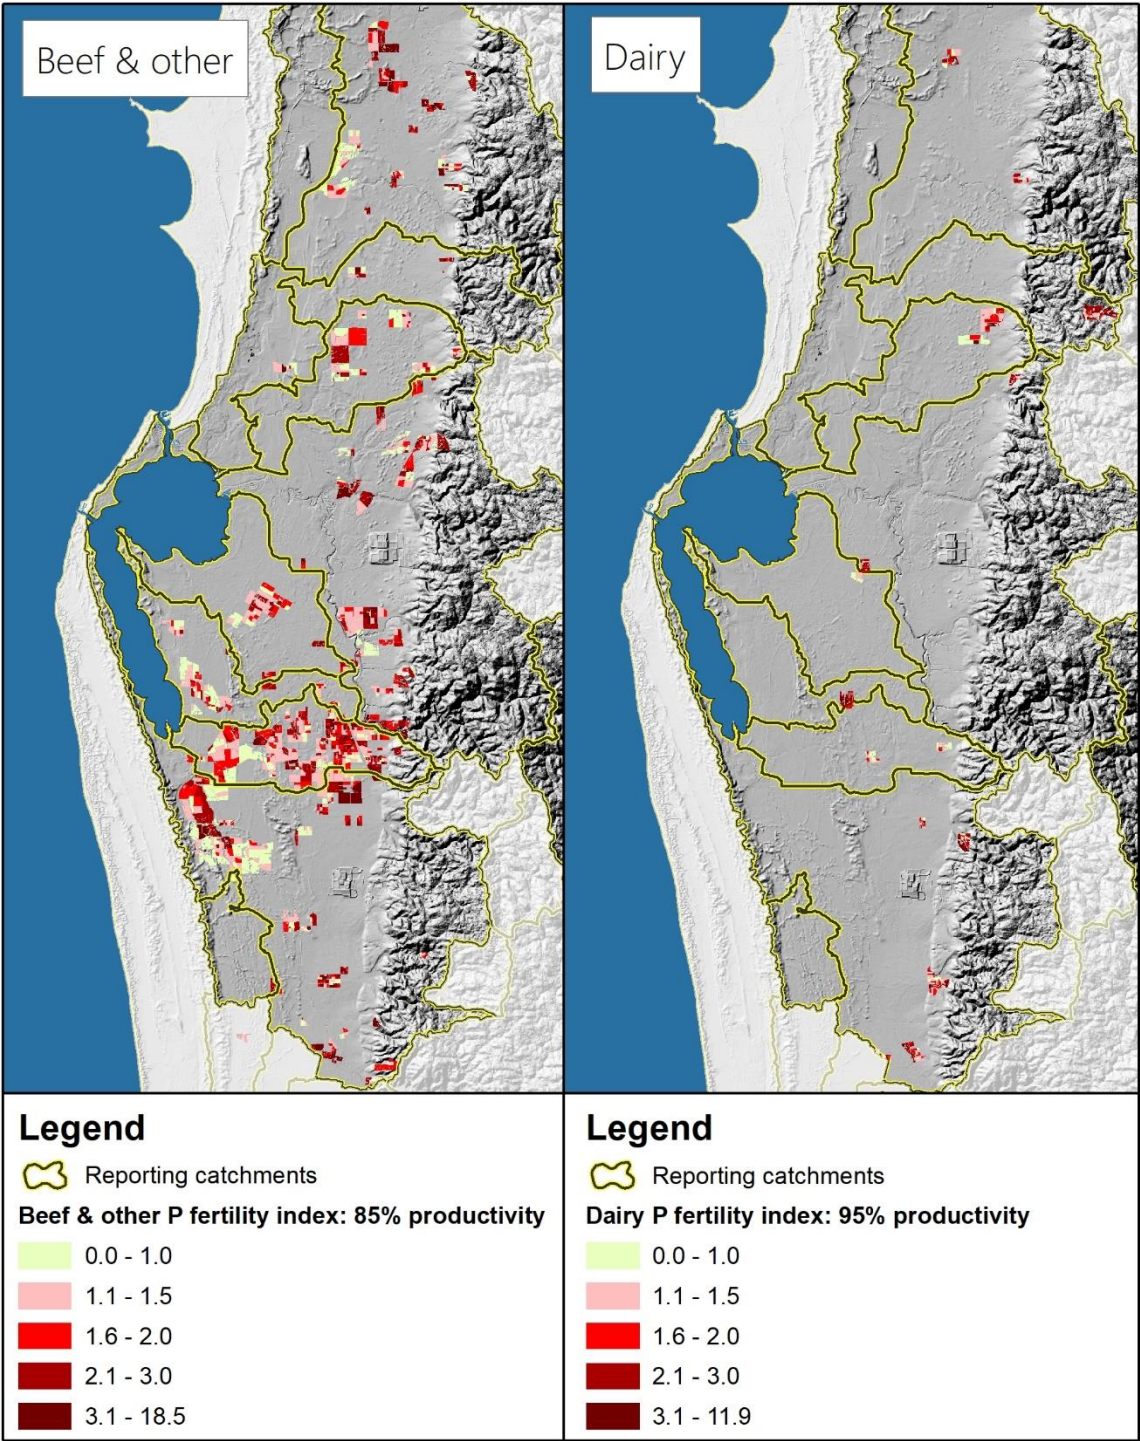 Beef & other
Dairy
Legend
Reporting catchments
Beef & other P fertility index: 85% productivity
0.0 - 1.0
1.1 - 1.5
1.6 - 2.0
2.1 - 3.0
3.1 - 18.5
Legend
Reporting catchments
Dairy P fertility index: 95% productivity
0.0 - 1.0
1.1 - 1.5
1.6 - 2.0
2.1 - 3.0
3.1 - 11.9